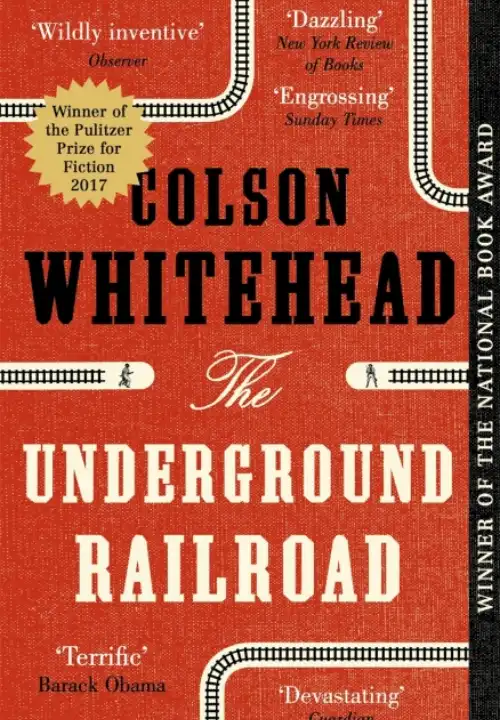 ‘Wildly inventive’
Observer
‘Dazzling’
New York Review
of Books
‘Engrossing’
Sunday Times
Winner of
the Pulitzer
Prize for
Fiction
2017
COLSON
WHITEHEAD
The
UNDERGROUND
RAILROAD
‘Terrific’
Barack Obama
‘Devastating’
Guardian
WINNER OF THE NATIONAL BOOK AWARD